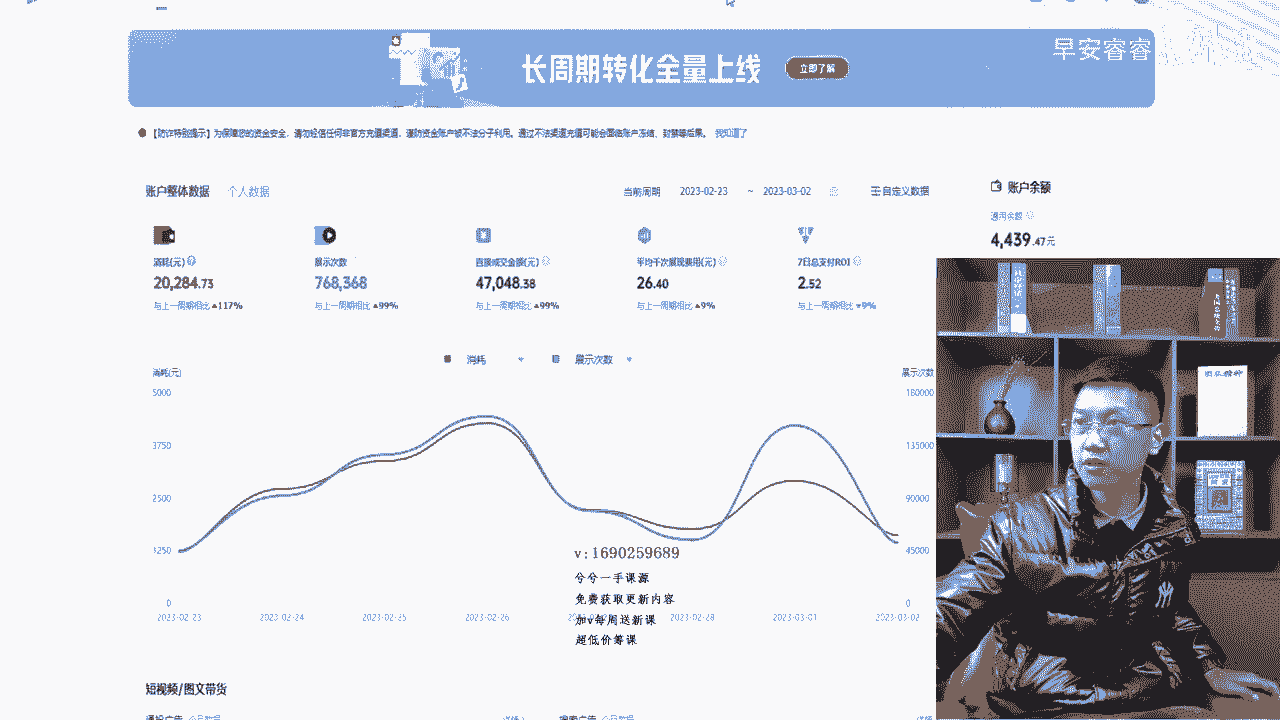 长周期转化全量上线
立即了解
早安睿睿
【防诈特别提示】为保障您的资金安全，请勿轻信任何非官方充值渠道，谨防资金账户被不法分子利用。通过不法渠道充值可能会面临账户冻结、封禁等后果。 我知道了
账户整体数据 个人数据
当前周期 2023-02-23 ~ 2023-03-02
自定义数据
账户余额
4,439.47元
消耗(元) 展示次数 直接成交金额(元) 平均千次展现费用(元) 7日总支付ROI
20,284.73 768,368 47,048.38 26.40 2.52
与上一周期相比 ▲117% 与上一周期相比 ▲99% 与上一周期相比 ▲99% 与上一周期相比 ▲9% 与上一周期相比 ▼9%
消耗 展示次数
消耗(元) 展示次数
5000 180000
3750 135000
2500 90000
1250 45000
0 0
2023-02-23 2023-02-24 2023-02-25 2023-02-26 2023-02-28 2023-03-01 2023-03-02
v:1690259689
兮兮一手课源
免费获取更新内容
加v每周送新课
超低价筹课
短视频/图文带货